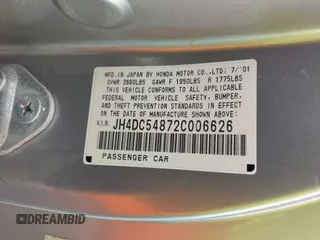 MFD. IN JAPAN BY HONDA MOTOR CO.,LTD. 7/'01
GVWR 3660LBS GAWR F 1950LBS R 1775LBS
THIS VEHICLE CONFORMS TO ALL APPLICABLE
FEDERAL MOTOR VEHICLE SAFETY, BUMPER,
AND THEFT PREVENTION STANDARDS IN EFFECT
ON THE DATE OF MANUFACTURE SHOWN ABOVE.
V.I.N. JH4DC54872C006626
PASSENGER CAR
DREAMBID